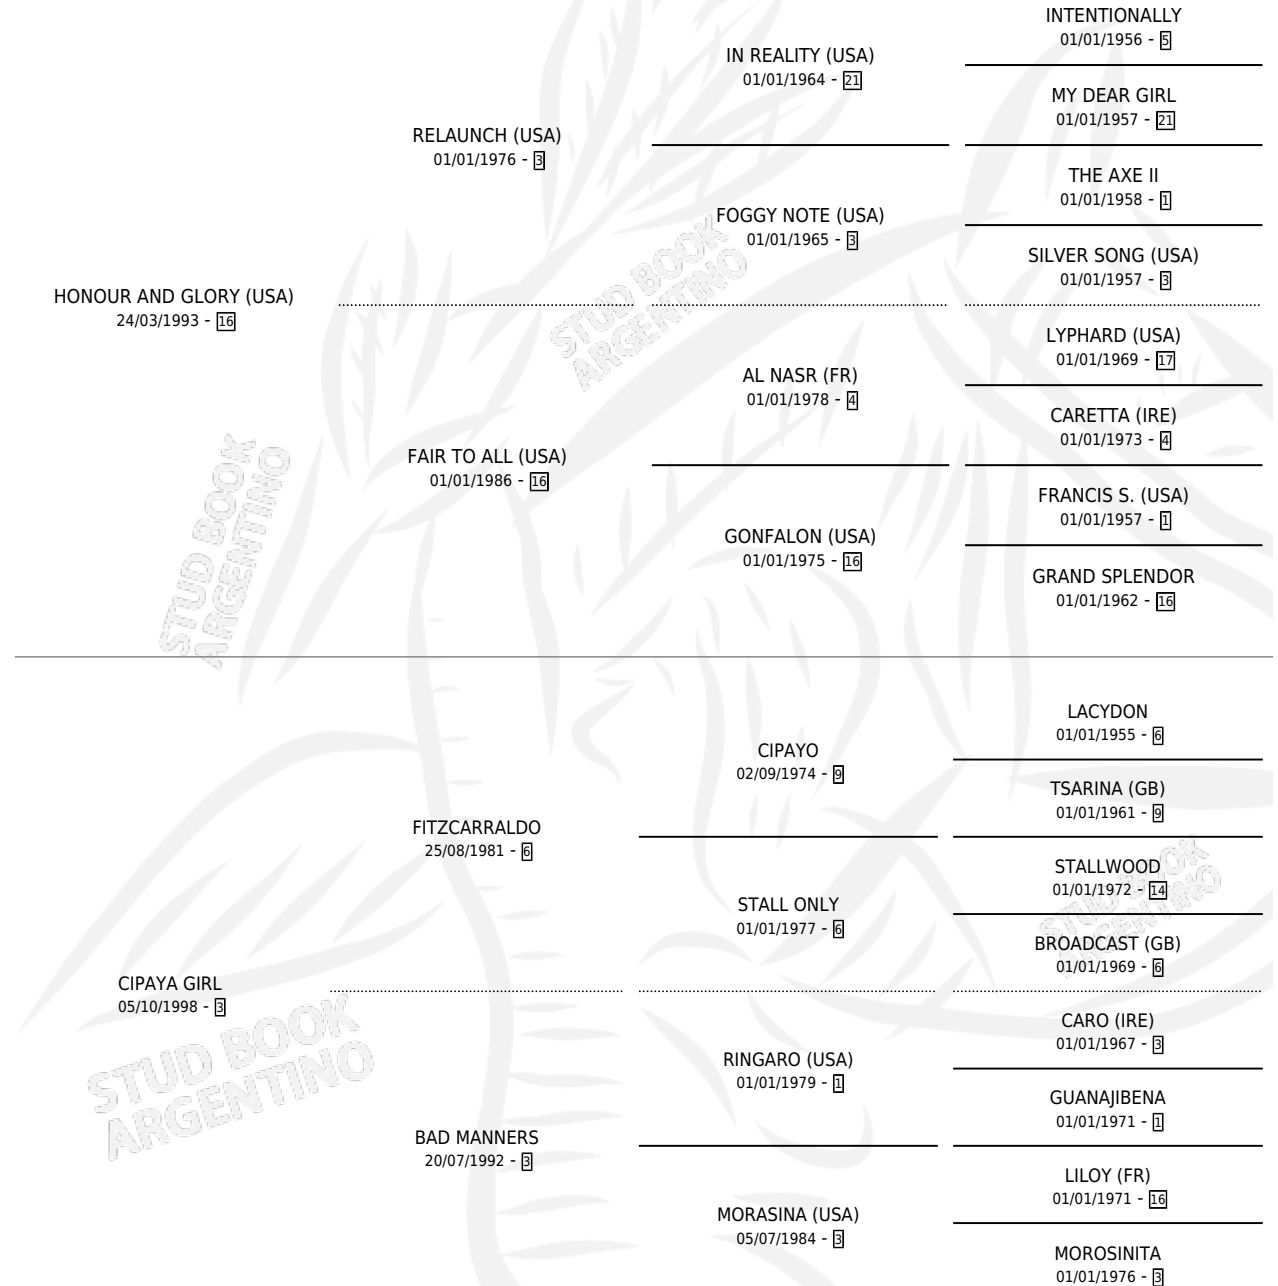 INTENTIONALLY
01/01/1956 - 5
IN REALITY (USA)
01/01/1964 - 21
MY DEAR GIRL
01/01/1957 - 21
RELAUNCH (USA)
01/01/1976 - 3
THE AXE II
01/01/1958 - 1
FOGGY NOTE (USA)
01/01/1965 - 3
SILVER SONG (USA)
01/01/1957 - 3
HONOUR AND GLORY (USA)
24/03/1993 - 16
LYPHARD (USA)
01/01/1969 - 17
AL NASR (FR)
01/01/1978 - 4
CARETTA (IRE)
01/01/1973 - 4
FAIR TO ALL (USA)
01/01/1986 - 16
FRANCIS S. (USA)
01/01/1957 - 1
GONFALON (USA)
01/01/1975 - 16
GRAND SPLENDOR
01/01/1962 - 16
LACYDON
01/01/1955 - 6
CIPAYO
02/09/1974 - 9
TSARINA (GB)
01/01/1961 - 9
FITZCARRALDO
25/08/1981 - 6
STALLWOOD
01/01/1972 - 14
STALL ONLY
01/01/1977 - 6
BROADCAST (GB)
01/01/1969 - 6
CIPAYA GIRL
05/10/1998 - 3
CARO (IRE)
01/01/1967 - 3
RINGARO (USA)
01/01/1979 - 1
GUANAJIBENA
01/01/1971 - 1
BAD MANNERS
20/07/1992 - 3
LILOY (FR)
01/01/1971 - 16
MORASINA (USA)
05/07/1984 - 3
MOROSINITA
01/01/1976 - 3
STUD BOOK
ARGENTINO
STUD BOOK
ARGENTINO
STUD BOOK
ARGENTINO
STUD BOOK
ARGENTINO